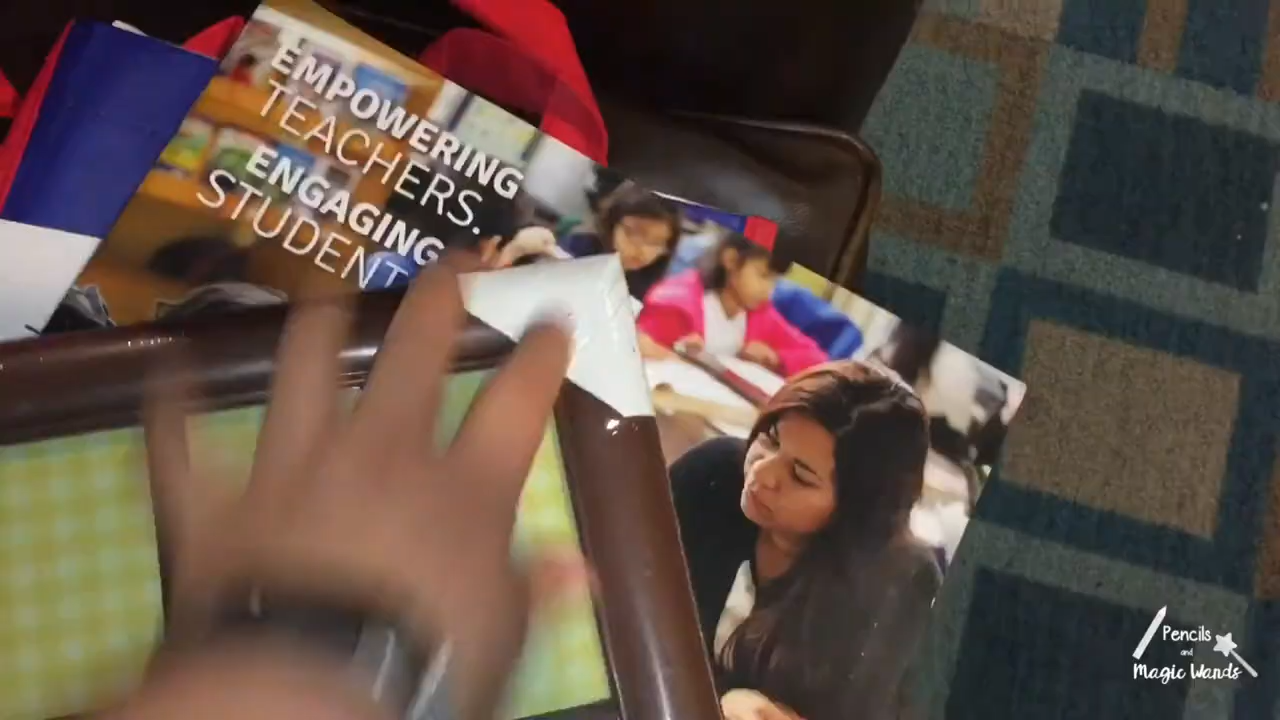 EMPOWERING
TEACHERS.
ENGAGING
STUDENT
Pencils
and
Magic Wands